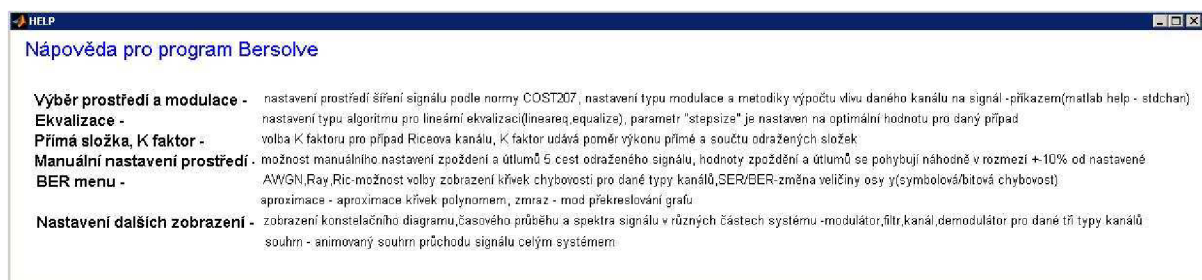 HELP
Nápověda pro program Bersolve
Výběr prostředí a modulace - nastavení prostředí šíření signálu podle normy COST207, nastavení typu modulace a metodiky výpočtu vlivu daného kanálu na signál -příkazem(matlab help - stdchan)
Ekvalizace - nastavení typu algoritmu pro lineární ekvalizaci(lineareq,equalize), parametr "stepsize" je nastaven na optimální hodnotu pro daný případ
Přímá složka, K faktor - volba K faktoru pro případ Riceova kanálu, K faktor udává poměr výkonu přímé a součtu odražených složek
Manuální nastavení prostředí - možnost manuálního nastavení zpoždění a útlumů 5 cest odraženého signálu, hodnoty zpoždění a útlumů se pohybují náhodně v rozmezí +-10% od nastavené
BER menu - AWGN,Ray,Ric-možnost volby zobrazení křivek chybovosti pro dané typy kanálů,SER/BER-změna veličiny osy y(symbolová/bitová chybovost)
aproximace - aproximace křivek polynomem, zmraz - mod překreslování grafu
Nastavení dalších zobrazení - zobrazení konstelačního diagramu,časového průběhu a spektra signálu v různých částech systému -modulátor,filtr,kanál,demodulátor pro dané tři typy kanálů
souhrn - animovaný souhrn průchodu signálu celým systémem